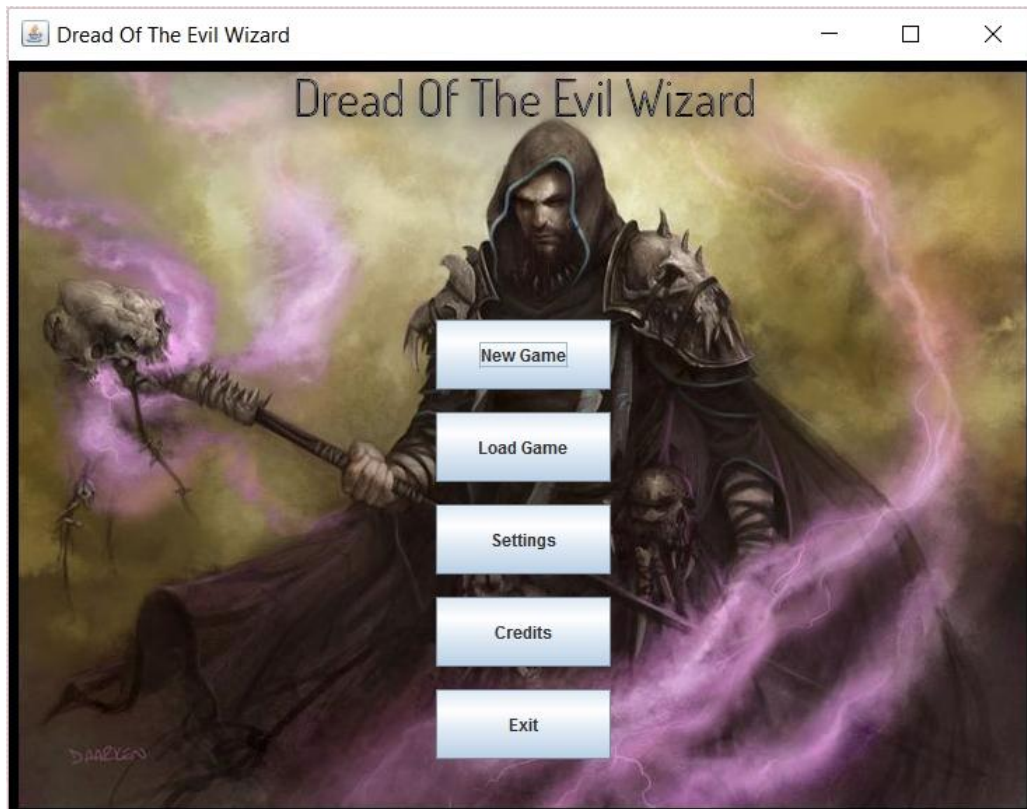 Dread Of The Evil Wizard
Dread Of The Evil Wizard
New Game
Load Game
Settings
Credits
Exit
DAARKEN